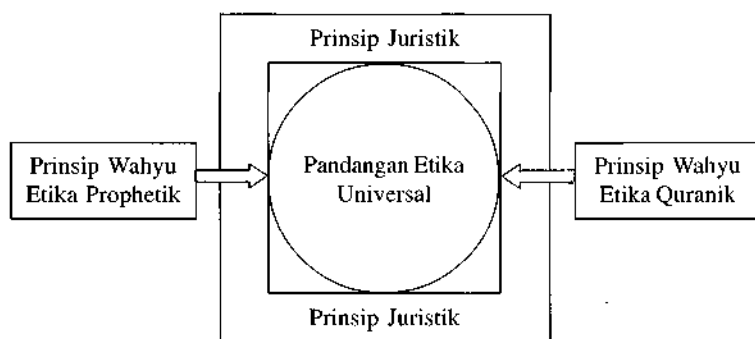 Prinsip Juristik
Prinsip Wahyu
Etika Prophetik
Pandangan Etika
Universal
Prinsip Wahyu
Etika Quranik
Prinsip Juristik